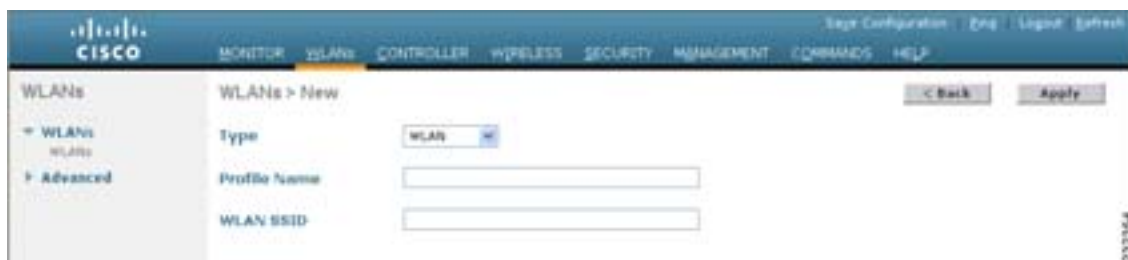 Save Configuration Ping Logout Refresh
CISCO
MONITOR WLANs CONTROLLER WIRELESS SECURITY MANAGEMENT COMMANDS HELP
WLANs
WLANs > New
< Back
Apply
WLANs
WLANs
Advanced
Type
WLAN
Profile Name
WLAN SSID